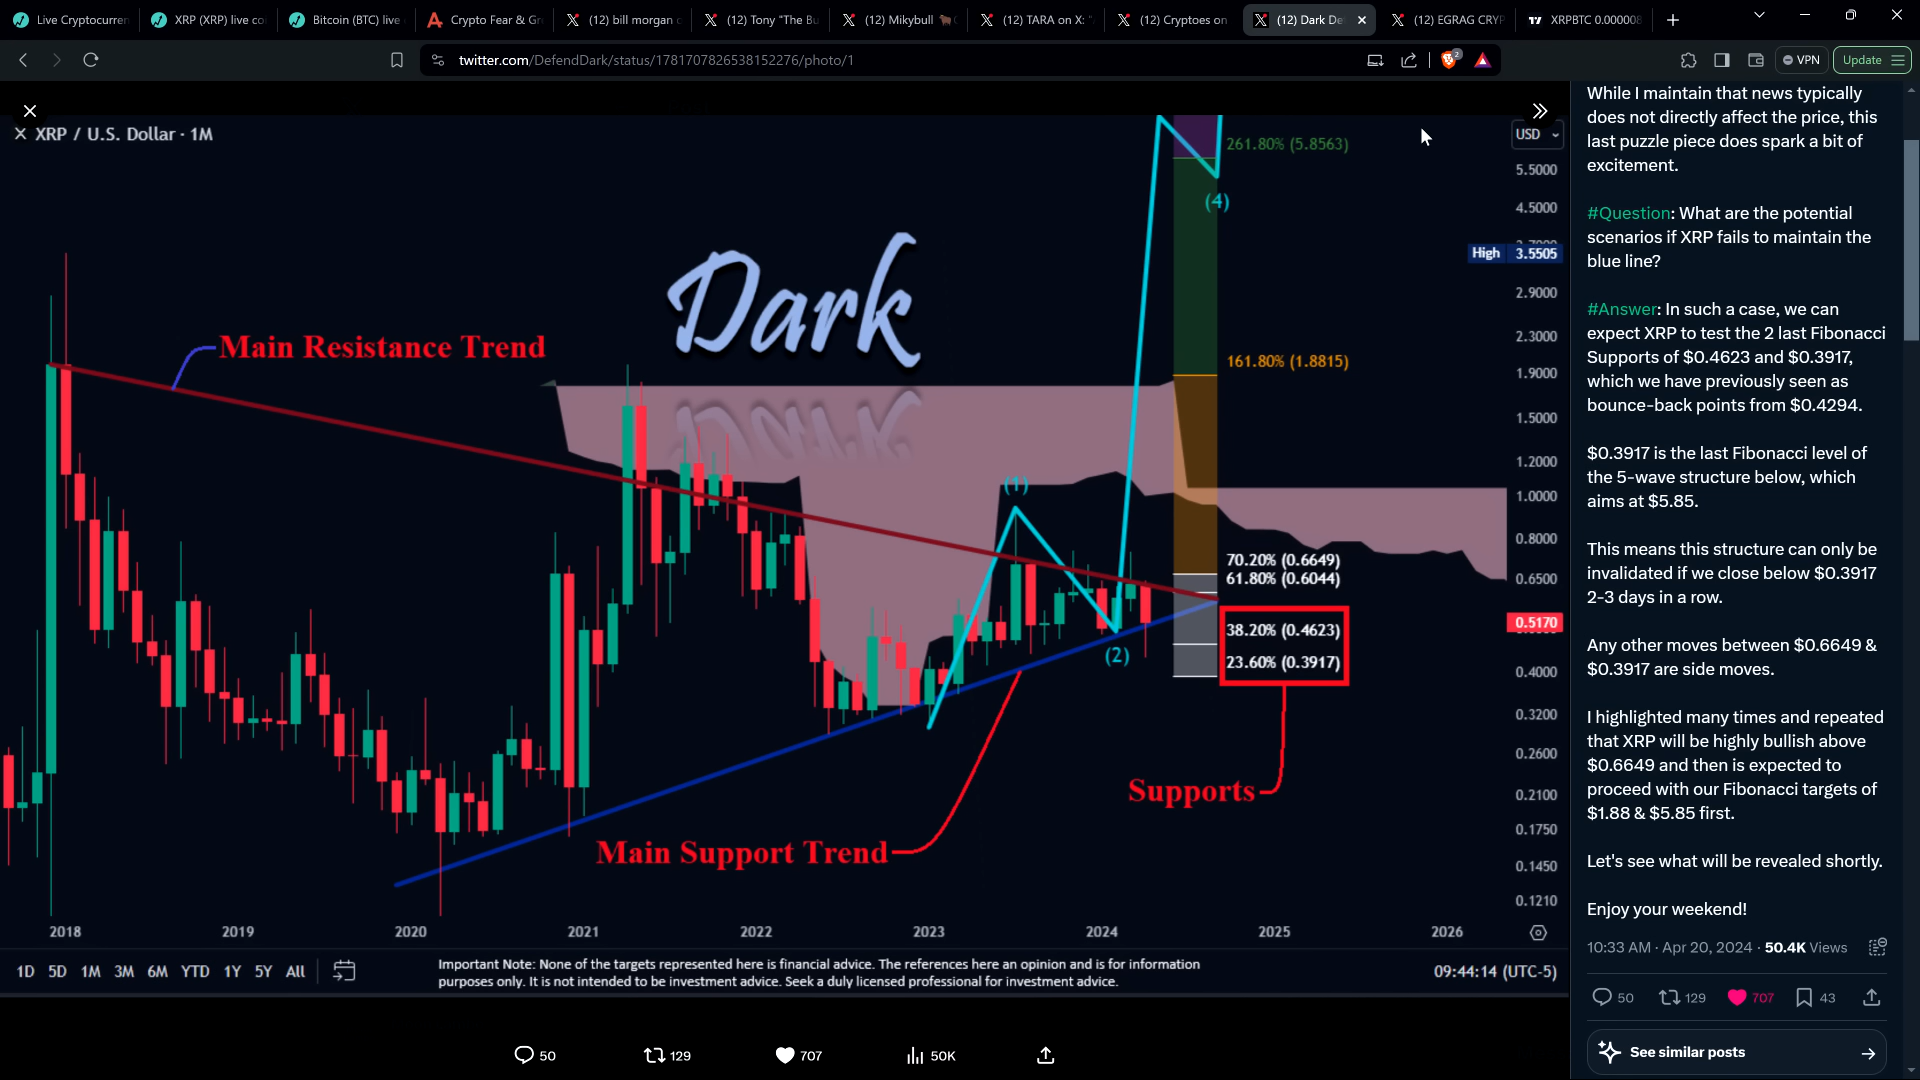 Live Cryptocurren
XRP (XRP) live co
Bitcoin (BTC) live
Crypto Fear & Gr
(12) bill morgan
(12) Tony "The Bu
(12) Mikybull
(12) TARA on X: "
(12) Cryptoes on
(12) Dark De
(12) EGRAG CRYP
XRPBTC 0.000008
twitter.com/DefendDark/status/1781707826538152276/photo/1
2
VPN
Update
XRP / U.S. Dollar · 1M
USD
5.5000
4.5000
High 3.5505
2.9000
2.3000
1.9000
1.5000
1.2000
1.0000
0.8000
0.6500
0.5170
0.4000
0.3200
0.2600
0.2100
0.1750
0.1450
0.1210
261.80% (5.8563)
(4)
Dark
Main Resistance Trend
161.80% (1.8815)
(1)
70.20% (0.6649)
61.80% (0.6044)
38.20% (0.4623)
23.60% (0.3917)
(2)
Supports
Main Support Trend
2018 2019 2020 2021 2022 2023 2024 2025 2026
1D 5D 1M 3M 6M YTD 1Y 5Y All
Important Note: None of the targets represented here is financial advice. The references here an opinion and is for information
purposes only. It is not intended to be investment advice. Seek a duly licensed professional for investment advice.
09:44:14 (UTC-5)
50 129 707 50K
While I maintain that news typically
does not directly affect the price, this
last puzzle piece does spark a bit of
excitement.
#Question: What are the potential
scenarios if XRP fails to maintain the
blue line?
#Answer: In such a case, we can
expect XRP to test the 2 last Fibonacci
Supports of $0.4623 and $0.3917,
which we have previously seen as
bounce-back points from $0.4294.
$0.3917 is the last Fibonacci level of
the 5-wave structure below, which
aims at $5.85.
This means this structure can only be
invalidated if we close below $0.3917
2-3 days in a row.
Any other moves between $0.6649 &
$0.3917 are side moves.
I highlighted many times and repeated
that XRP will be highly bullish above
$0.6649 and then is expected to
proceed with our Fibonacci targets of
$1.88 & $5.85 first.
Let's see what will be revealed shortly.
Enjoy your weekend!
10:33 AM · Apr 20, 2024 · 50.4K Views
50 129 707 43
See similar posts